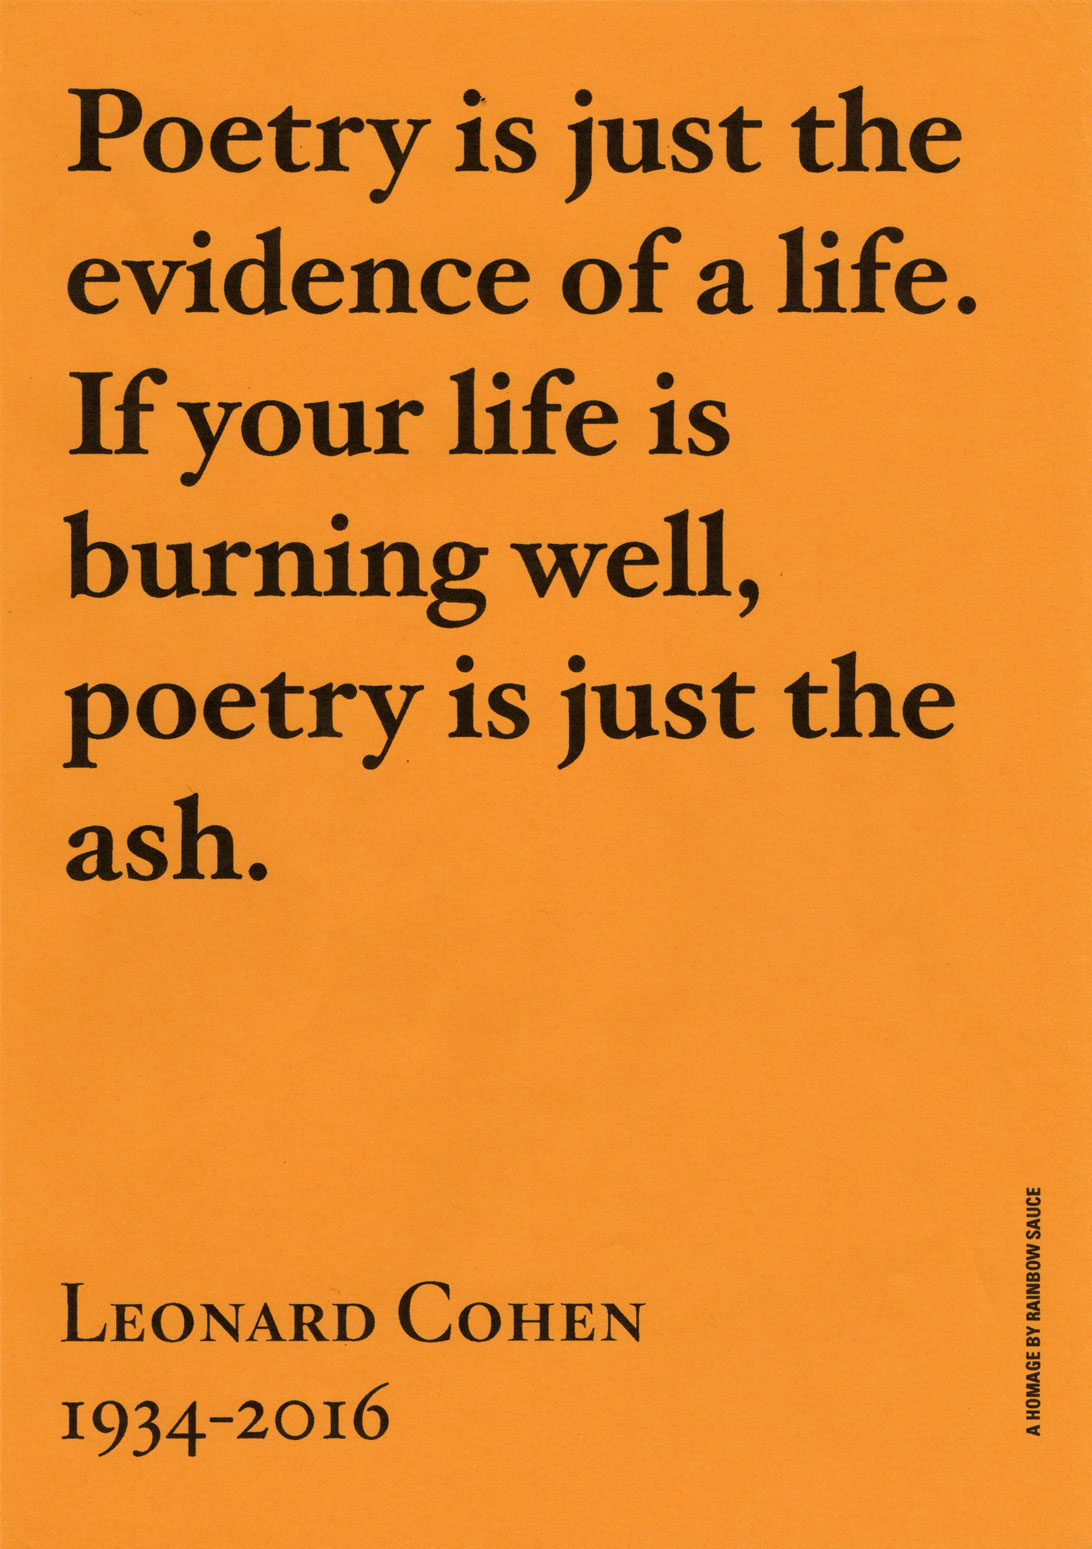 Poetry is just the
evidence of a life.
If your life is
burning well,
poetry is just the
ash.
LEONARD COHEN
1934-2016
A HOMAGE BY RAINBOW SAUCE